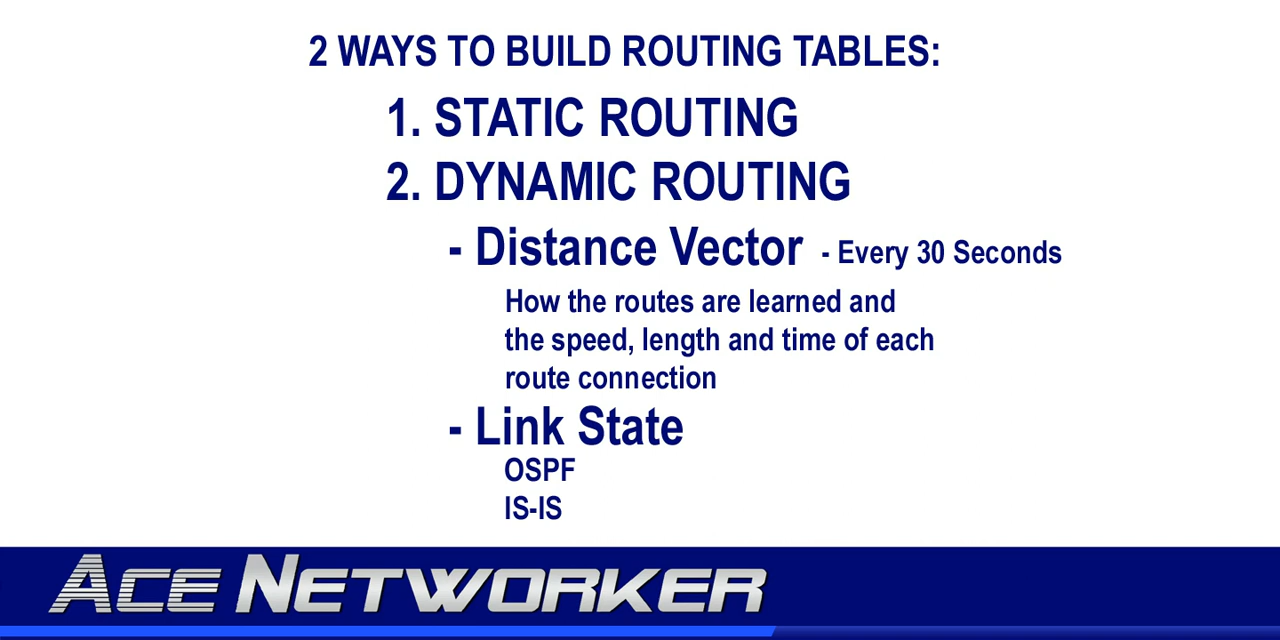 2 WAYS TO BUILD ROUTING TABLES:
1. STATIC ROUTING
2. DYNAMIC ROUTING
- Distance Vector - Every 30 Seconds
How the routes are learned and
the speed, length and time of each
route connection
- Link State
OSPF
IS-IS
ACE NETWORKER